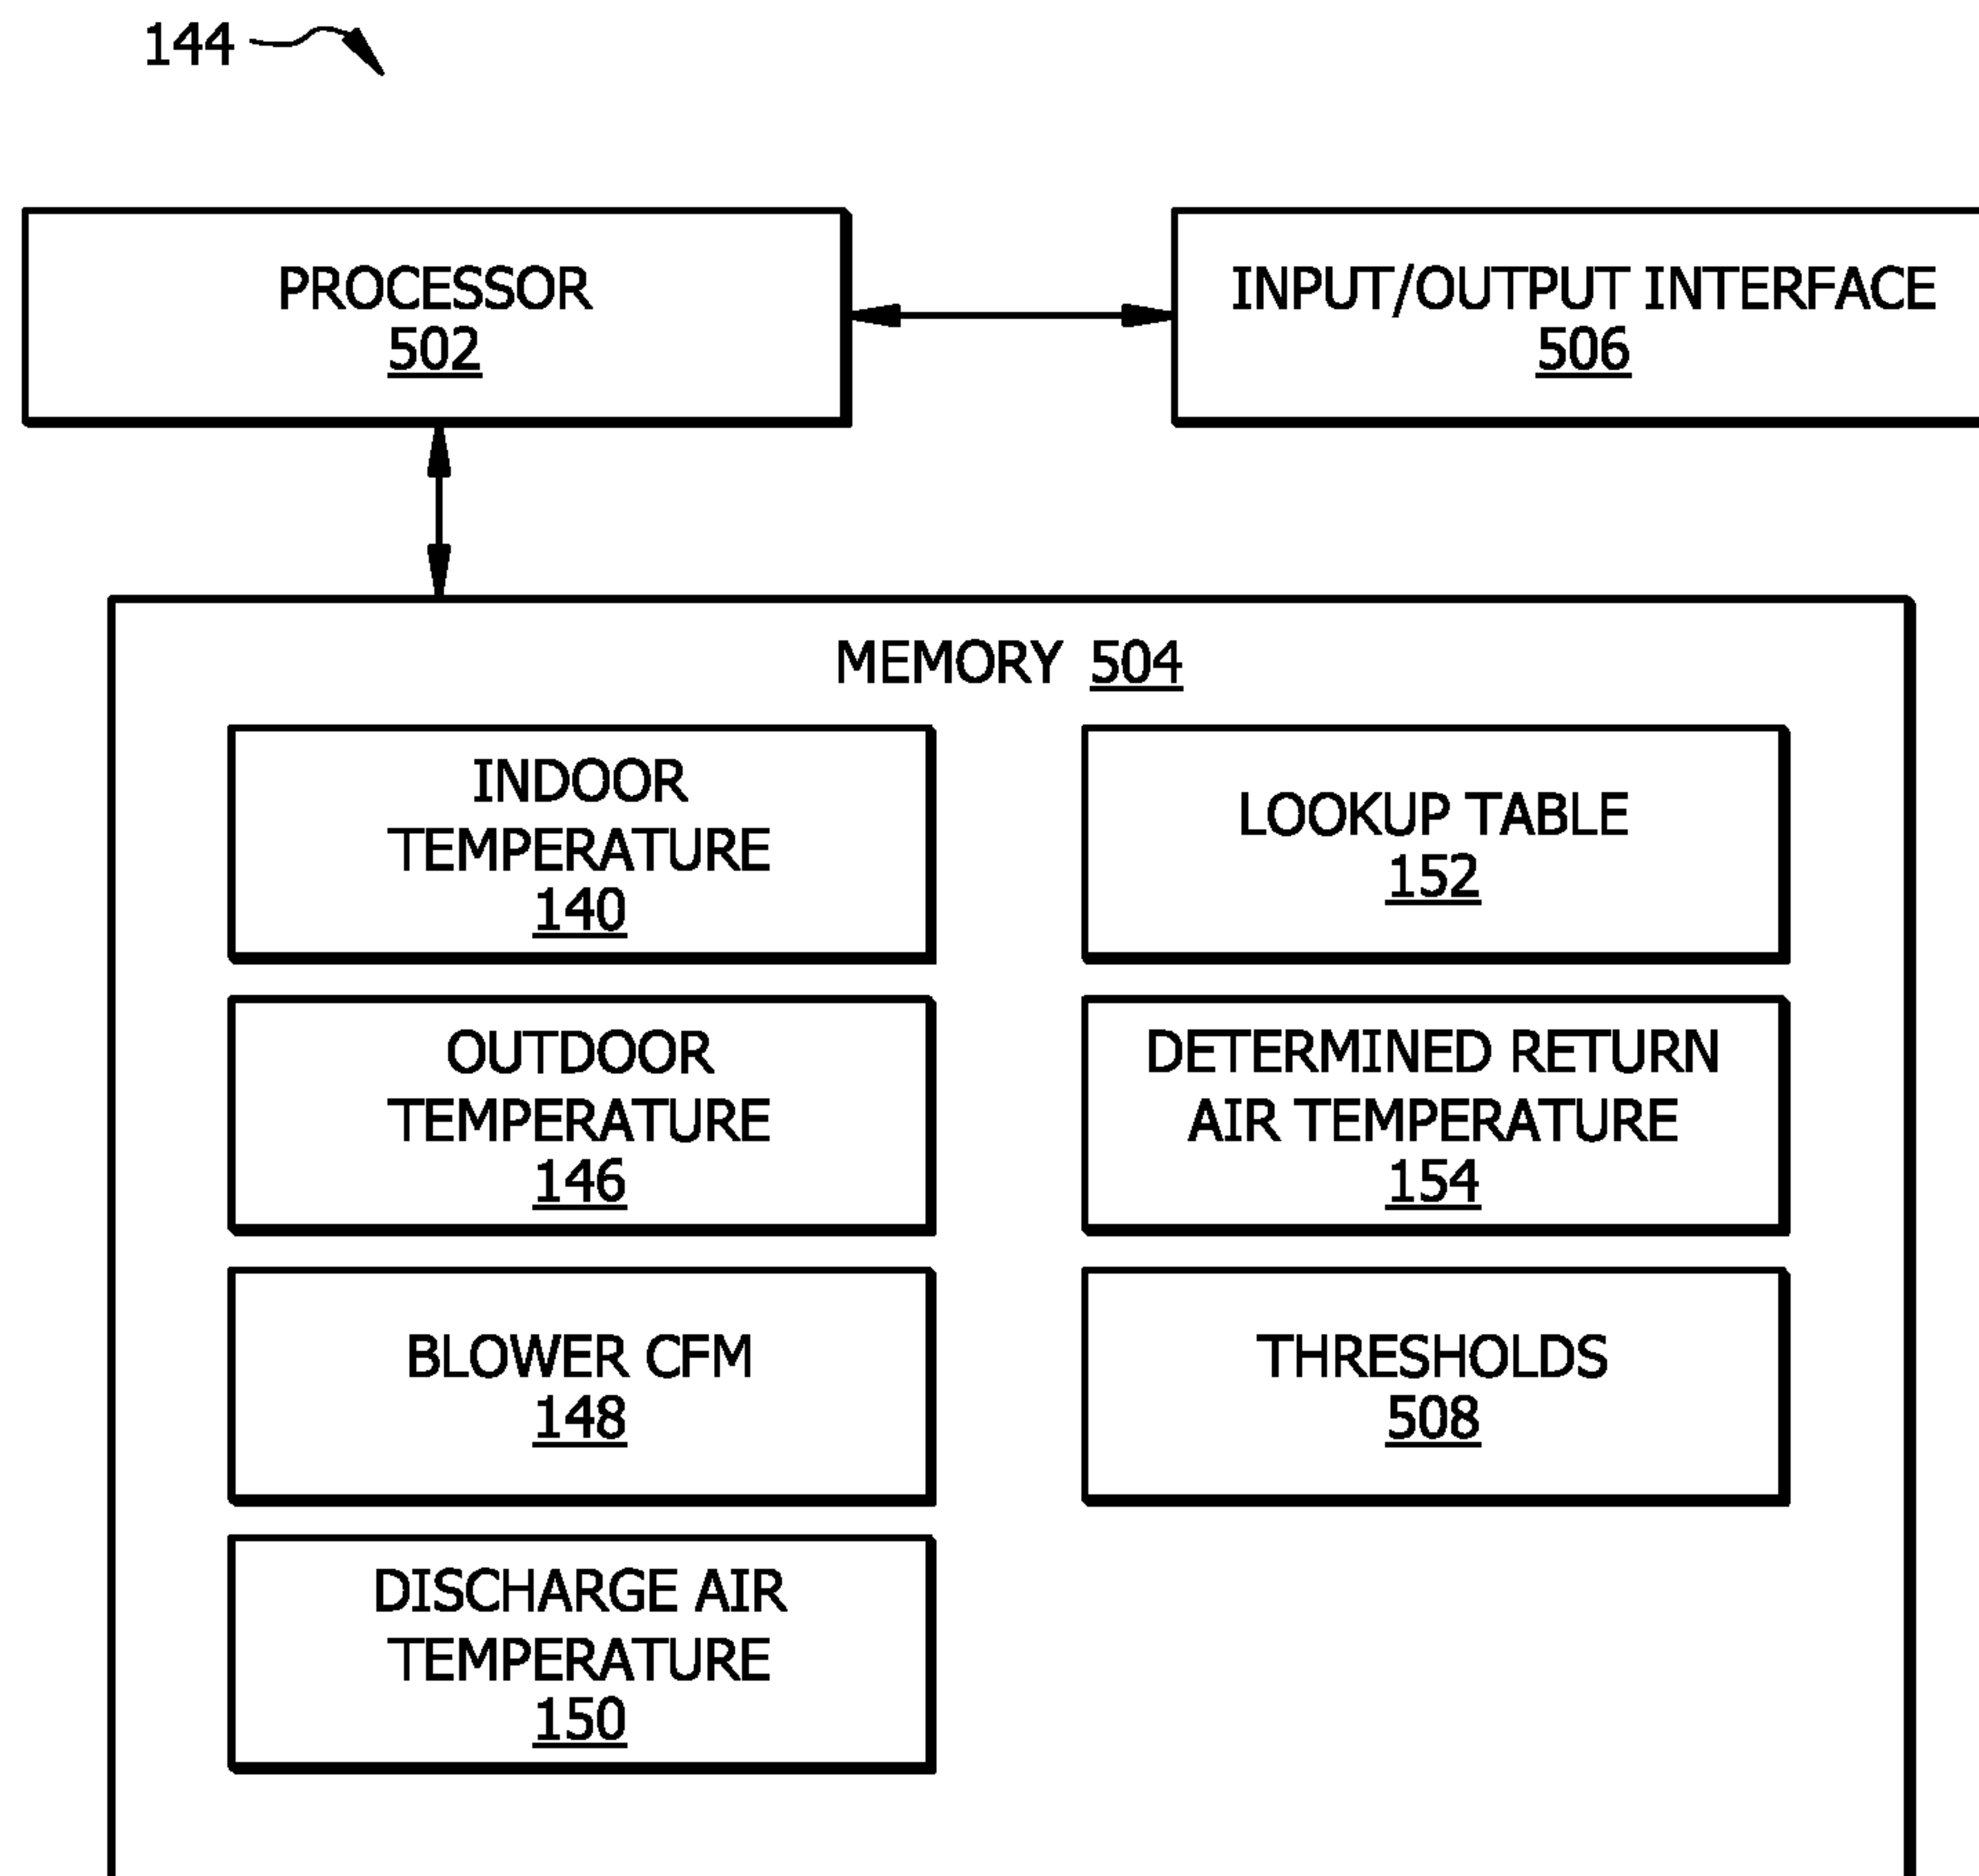 144
PROCESSOR
502
INPUT/OUTPUT INTERFACE
506
MEMORY 504
INDOOR
TEMPERATURE
140
LOOKUP TABLE
152
OUTDOOR
TEMPERATURE
146
DETERMINED RETURN
AIR TEMPERATURE
154
BLOWER CFM
148
THRESHOLDS
508
DISCHARGE AIR
TEMPERATURE
150